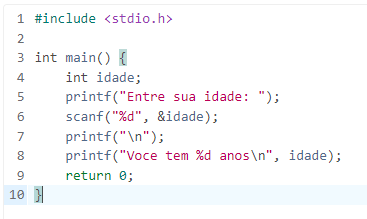 1 #include <stdio.h>
2
3 int main() {
4     int idade;
5     printf("Entre sua idade: ");
6     scanf("%d", &idade);
7     printf("\n");
8     printf("Voce tem %d anos\n", idade);
9     return 0;
10 }